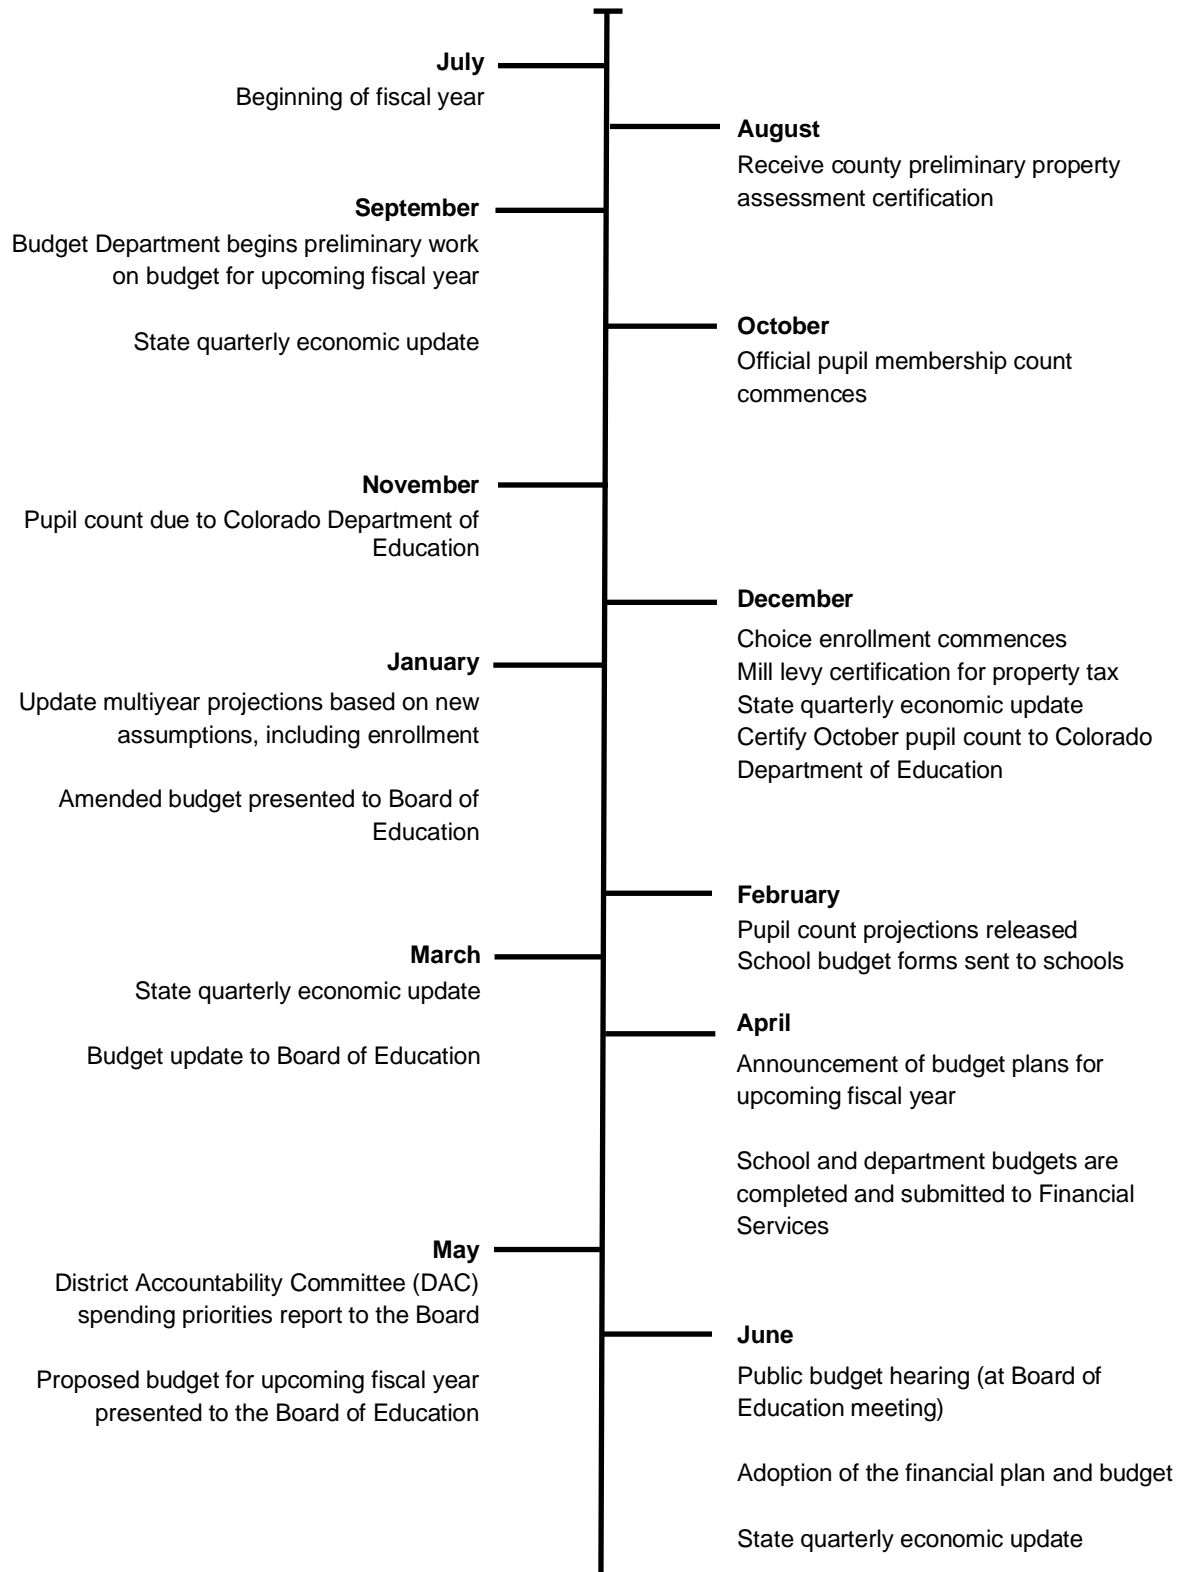 July
Beginning of fiscal year
August
Receive county preliminary property
assessment certification
September
Budget Department begins preliminary work
on budget for upcoming fiscal year
State quarterly economic update
October
Official pupil membership count
commences
November
Pupil count due to Colorado Department of
Education
December
Choice enrollment commences
Mill levy certification for property tax
State quarterly economic update
Certify October pupil count to Colorado
Department of Education
January
Update multiyear projections based on new
assumptions, including enrollment
Amended budget presented to Board of
Education
February
Pupil count projections released
School budget forms sent to schools
March
State quarterly economic update
Budget update to Board of Education
April
Announcement of budget plans for
upcoming fiscal year
School and department budgets are
completed and submitted to Financial
Services
May
District Accountability Committee (DAC)
spending priorities report to the Board
Proposed budget for upcoming fiscal year
presented to the Board of Education
June
Public budget hearing (at Board of
Education meeting)
Adoption of the financial plan and budget
State quarterly economic update